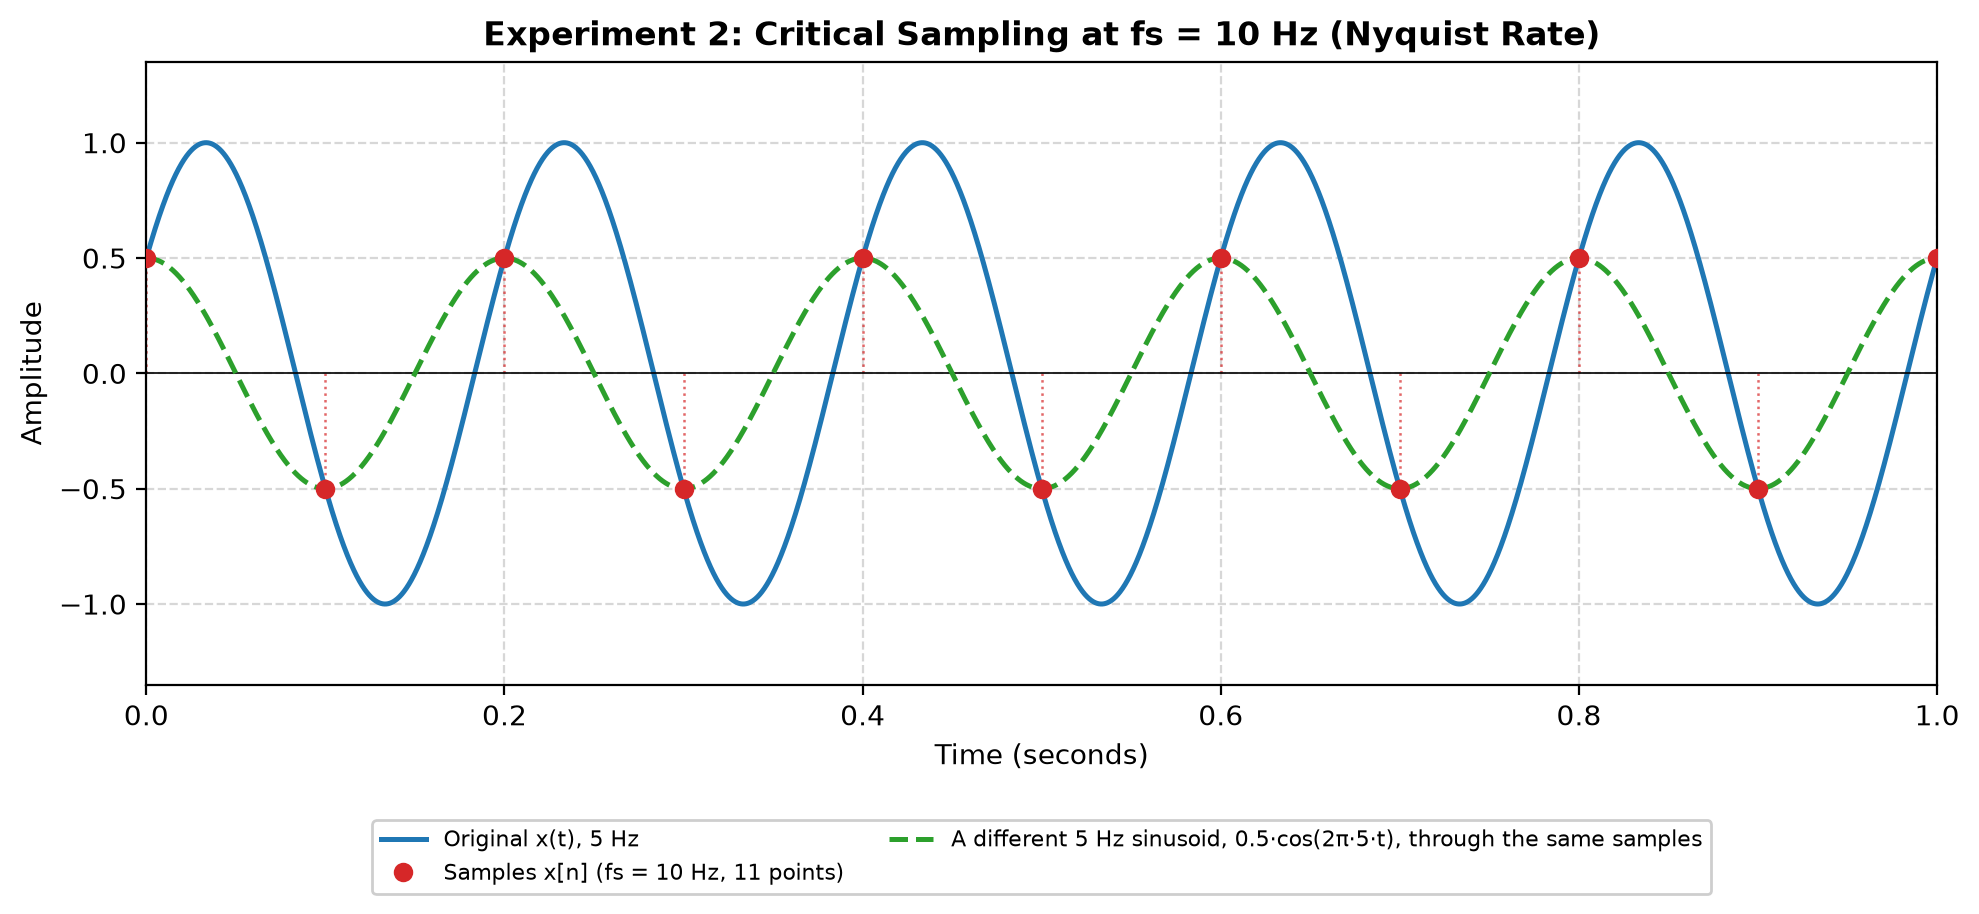 Experiment 2: Critical Sampling at fs = 10 Hz (Nyquist Rate)
Amplitude
1.0
0.5
0.0
−0.5
−1.0
0.0
0.2
0.4
0.6
0.8
1.0
Time (seconds)
Original x(t), 5 Hz
Samples x[n] (fs = 10 Hz, 11 points)
A different 5 Hz sinusoid, 0.5·cos(2π·5·t), through the same samples